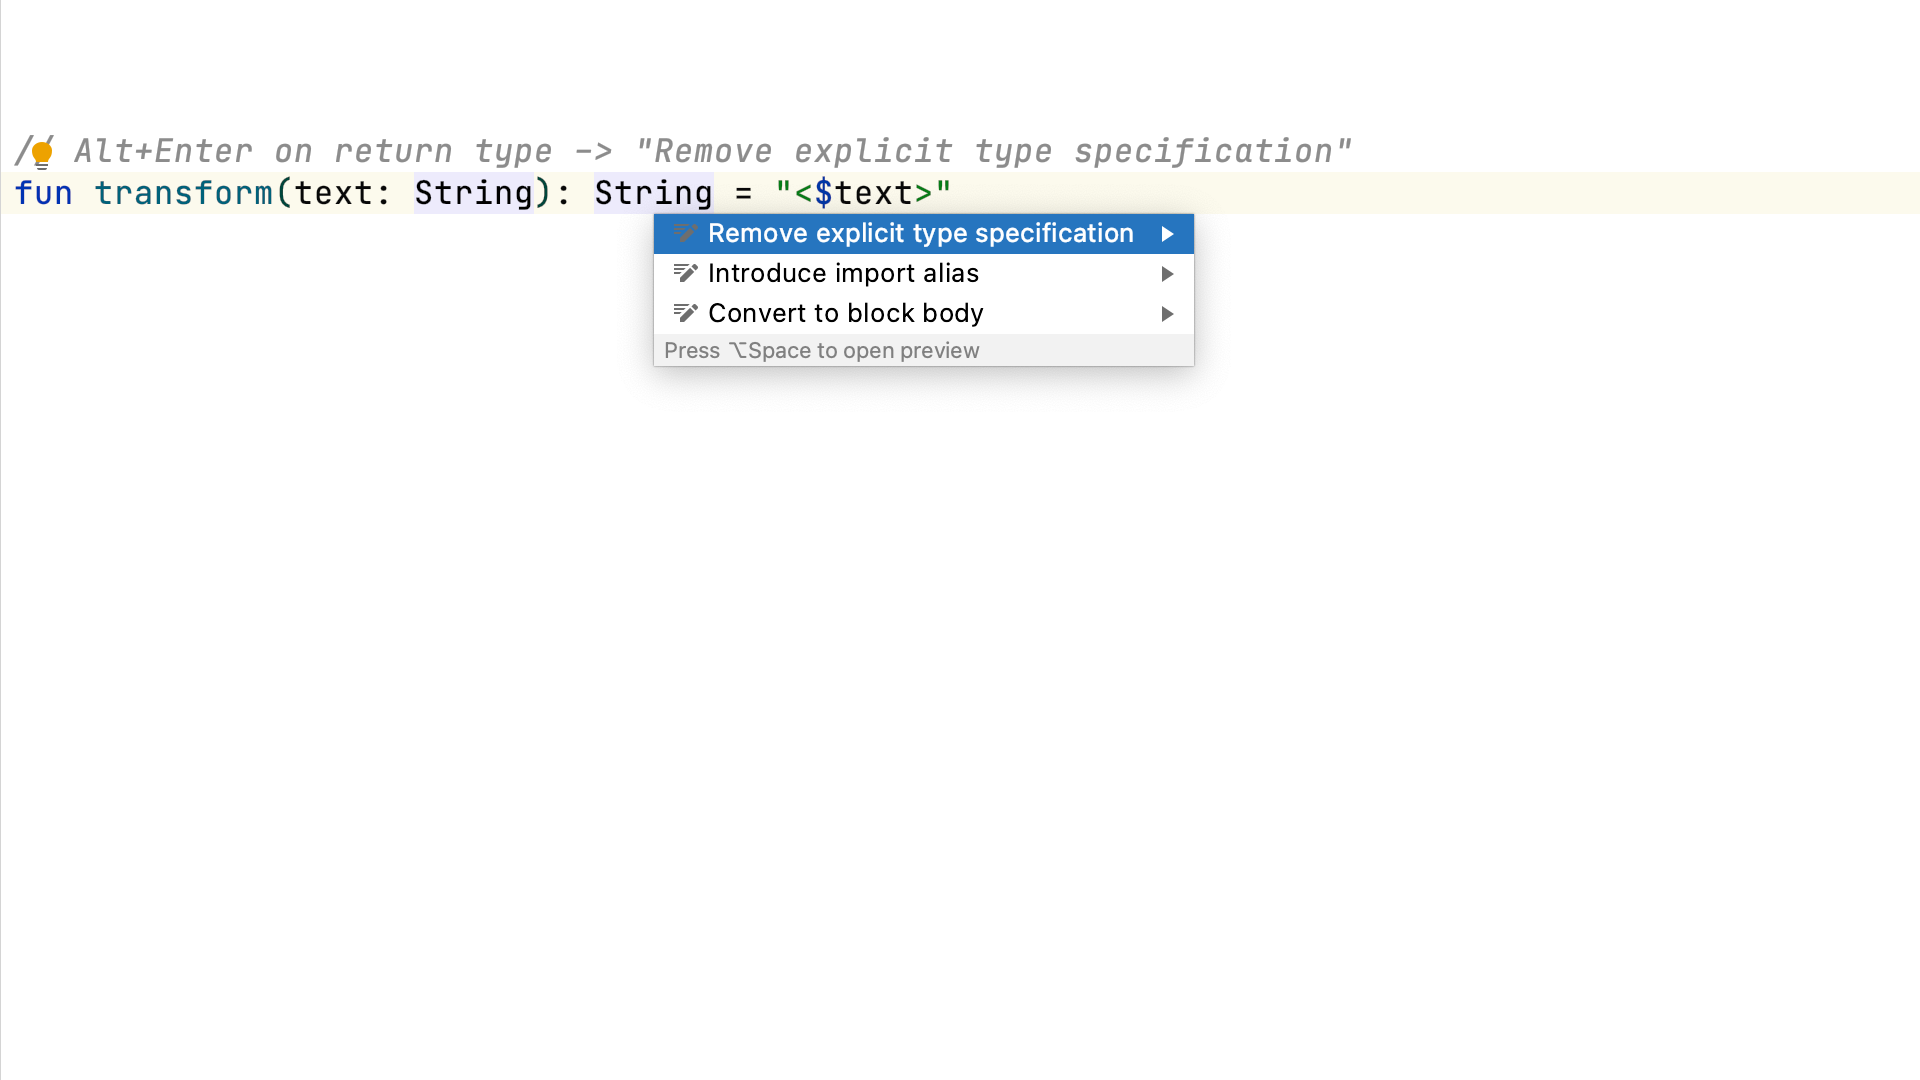 // Alt+Enter on return type -> "Remove explicit type specification"
fun transform(text: String): String = "<$text>"
Remove explicit type specification
Introduce import alias
Convert to block body
Press ⌥Space to open preview